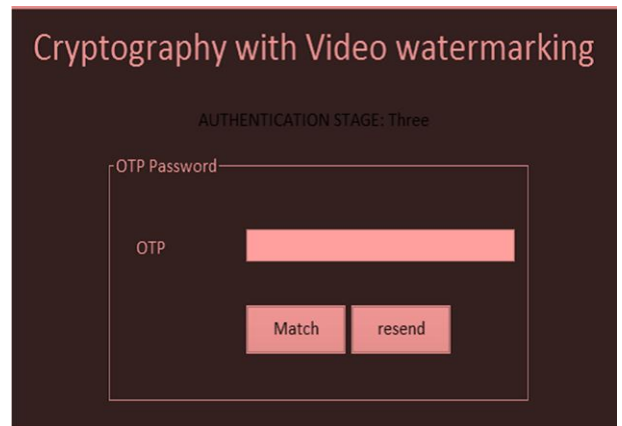 Cryptography with Video watermarking
AUTHENTICATION STAGE: Three
OTP Password
OTP
Match resend